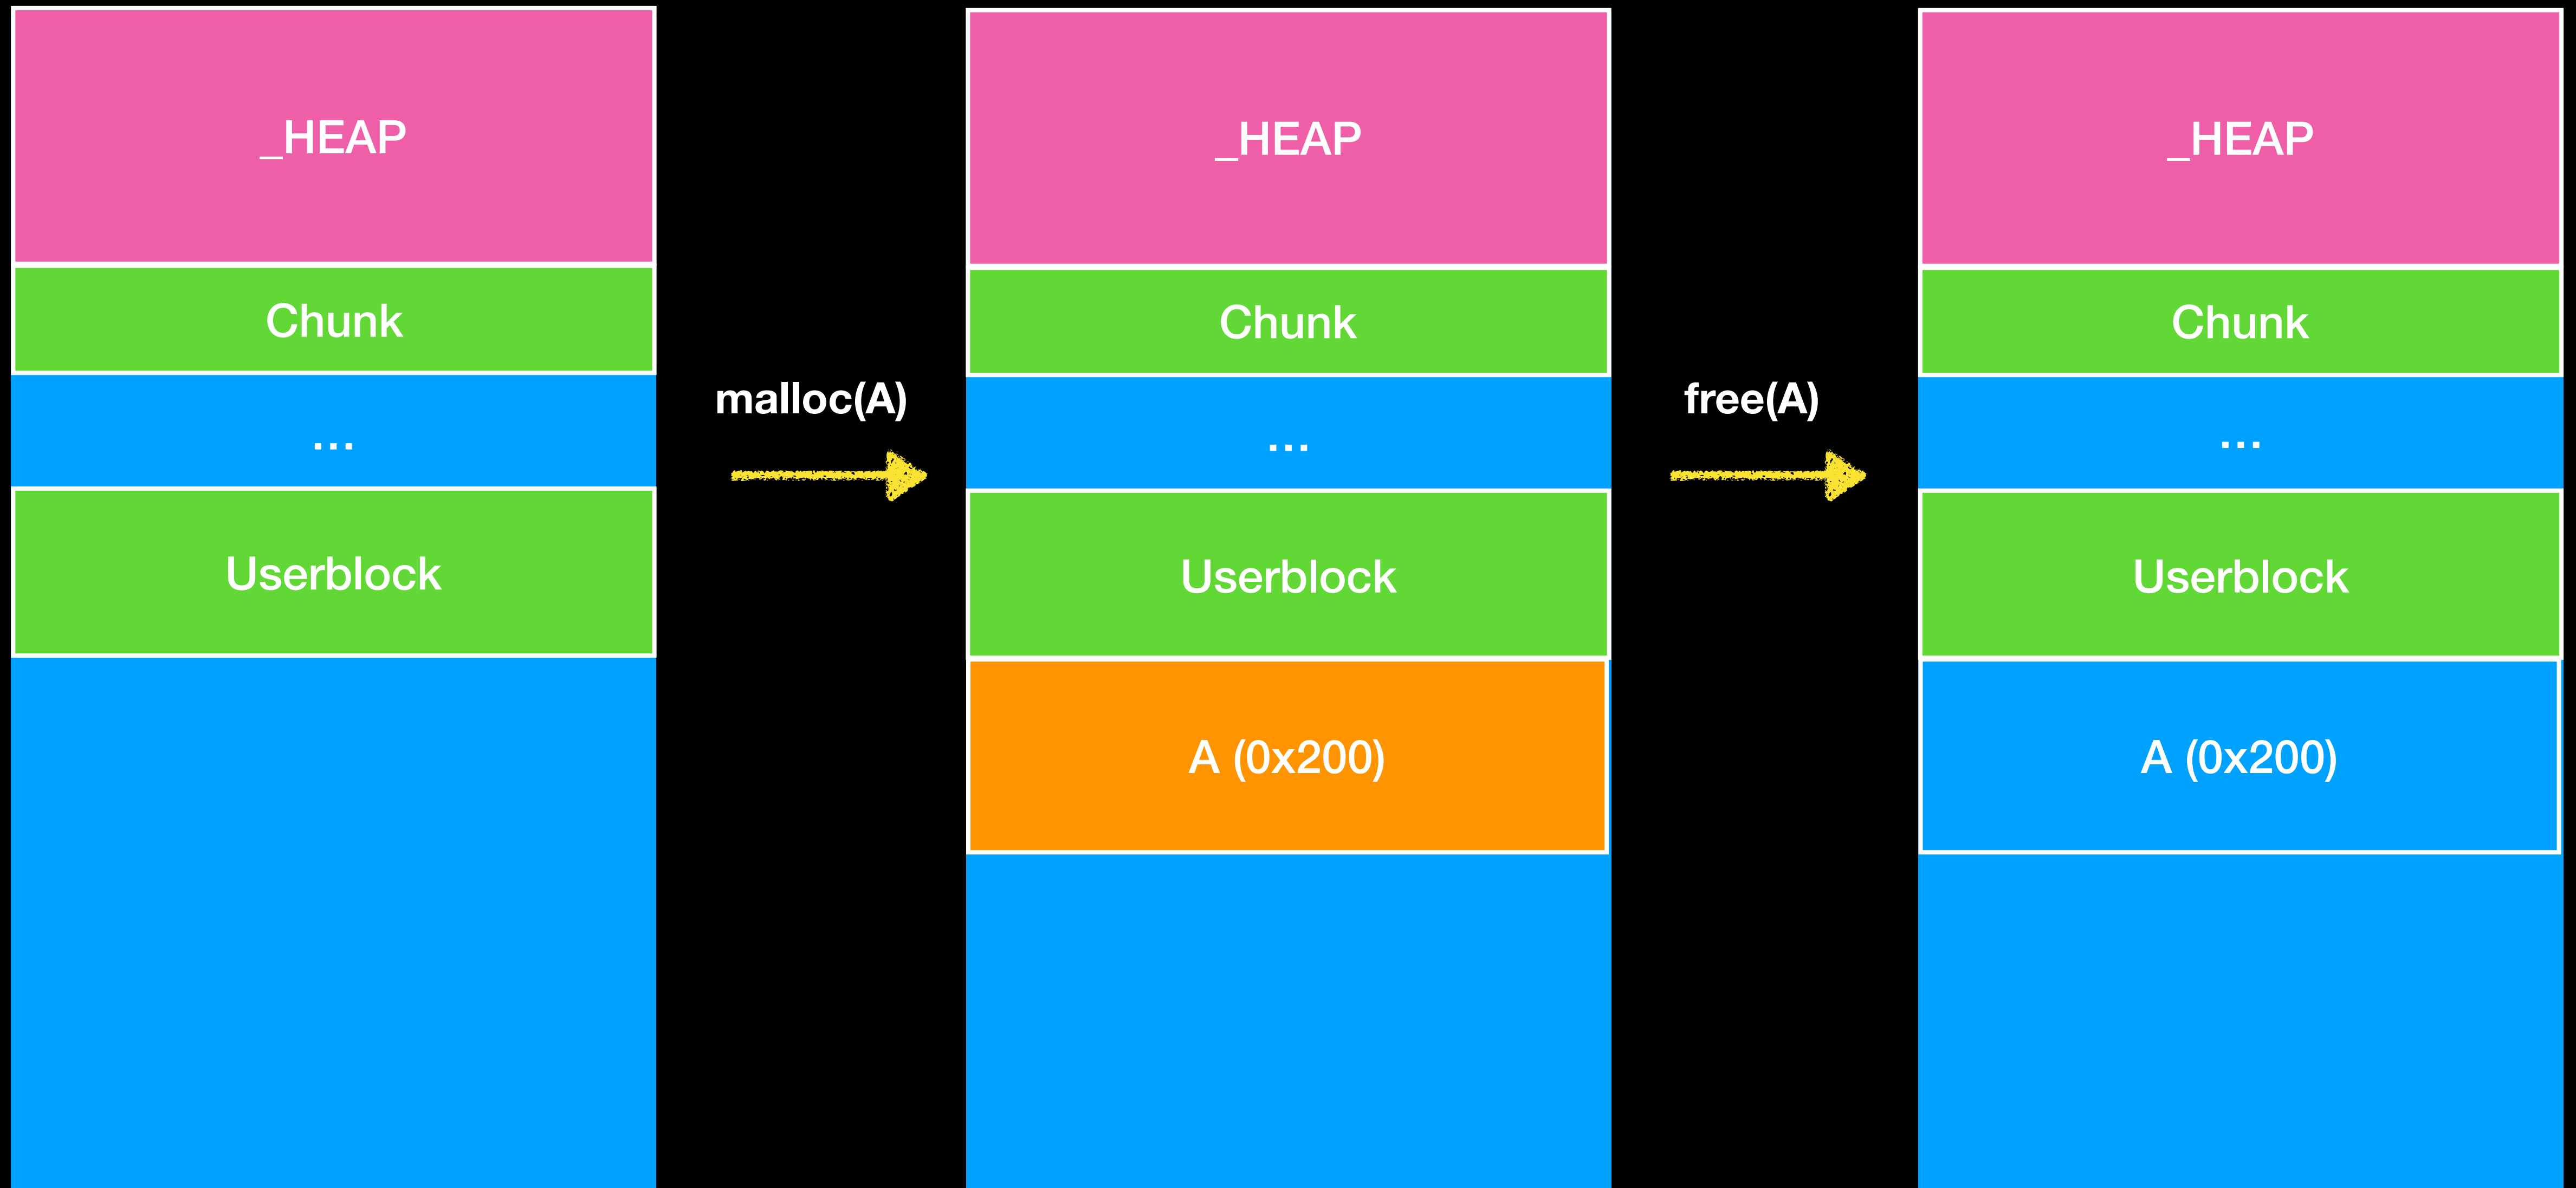 _HEAP
Chunk
...
Userblock
malloc(A)
_HEAP
Chunk
...
Userblock
A (0x200)
free(A)
_HEAP
Chunk
...
Userblock
A (0x200)